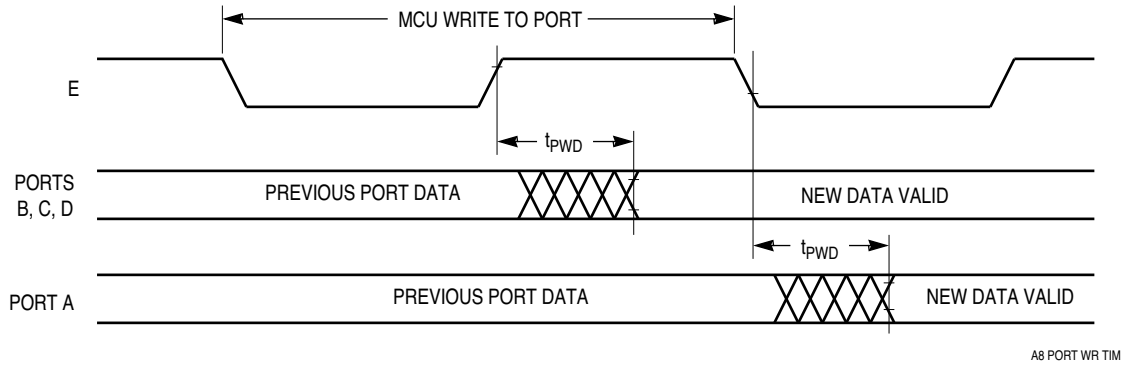 MCU WRITE TO PORT
E
tPWD
PORTS
B, C, D
PREVIOUS PORT DATA
NEW DATA VALID
tPWD
PORT A
PREVIOUS PORT DATA
NEW DATA VALID
A8 PORT WR TIM